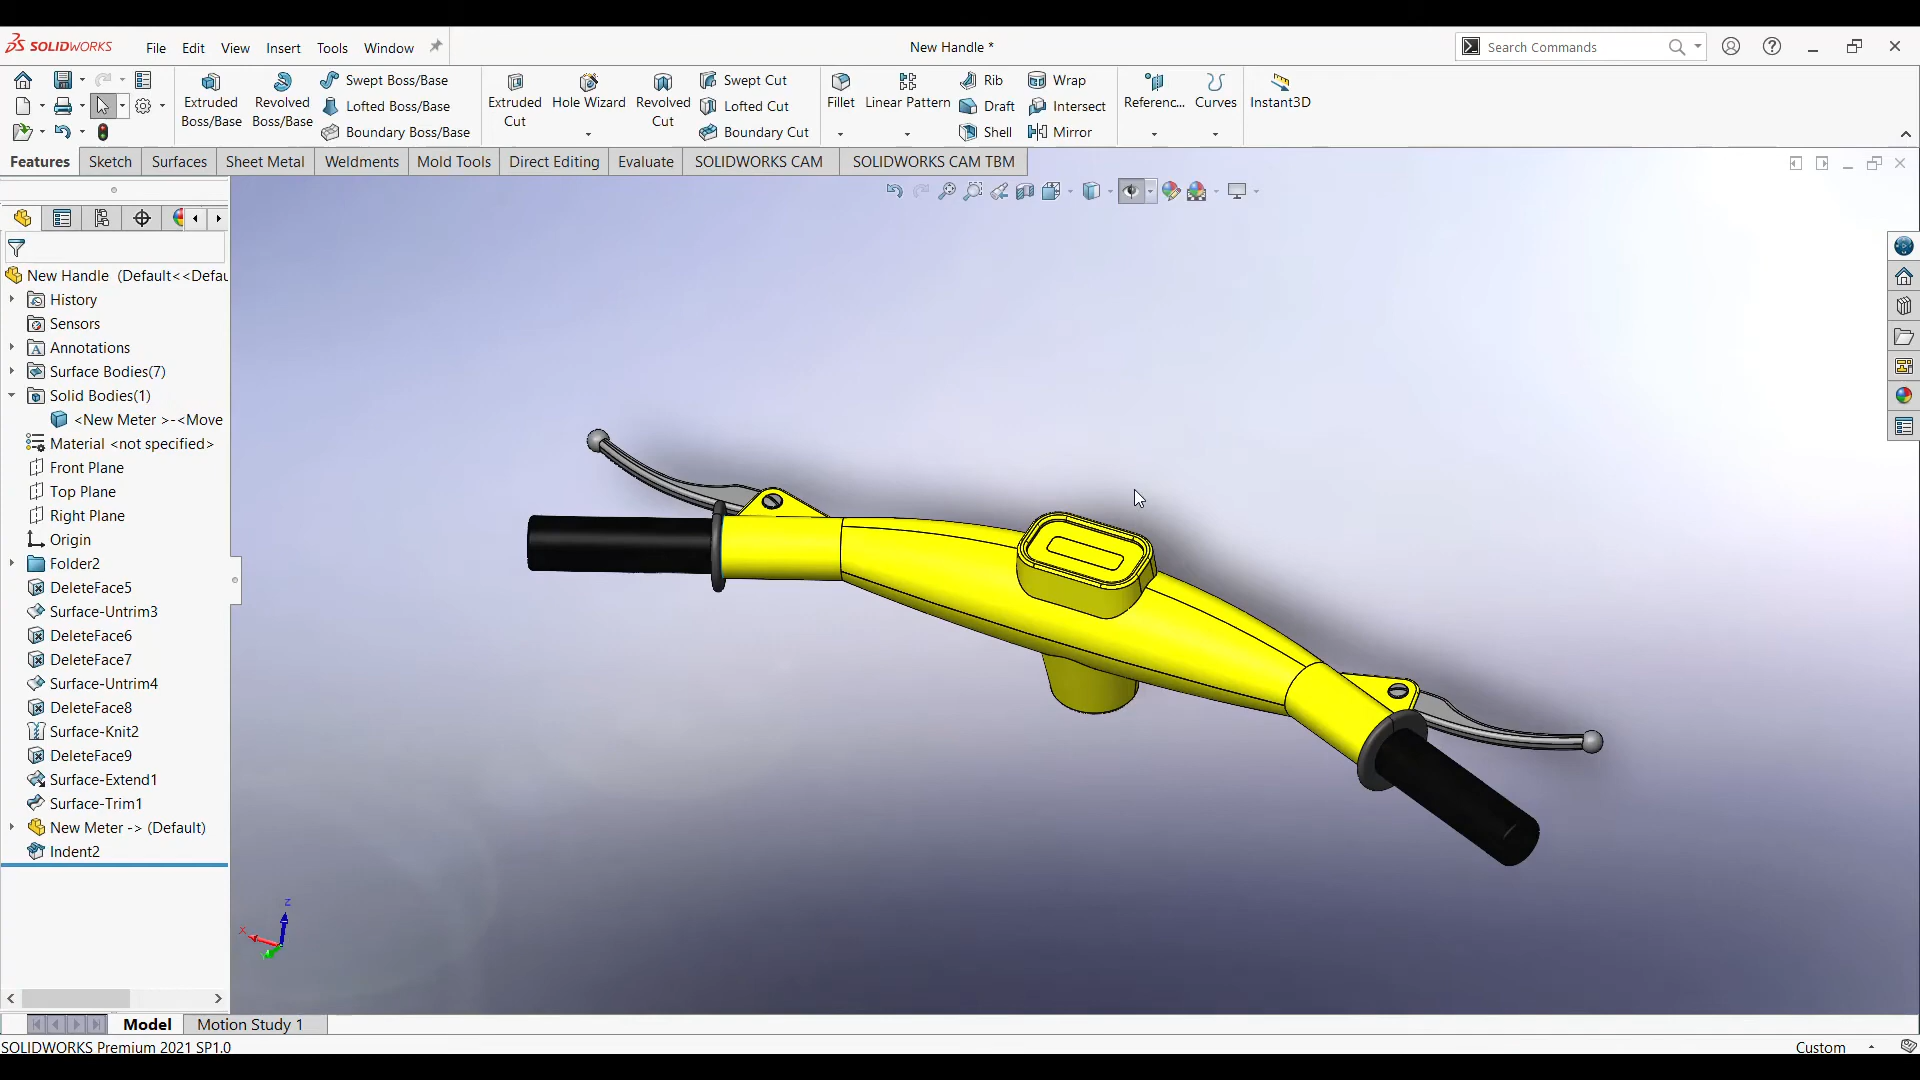 SOLIDWORKS
File Edit View Insert Tools Window
New Handle *
Search Commands
Extruded Boss/Base
Revolved Boss/Base
Swept Boss/Base
Lofted Boss/Base
Boundary Boss/Base
Extruded Cut
Hole Wizard
Revolved Cut
Swept Cut
Lofted Cut
Boundary Cut
Fillet
Linear Pattern
Rib
Draft
Shell
Wrap
Intersect
Mirror
Referenc...
Curves
Instant3D
Features Sketch Surfaces Sheet Metal Weldments Mold Tools Direct Editing Evaluate SOLIDWORKS CAM SOLIDWORKS CAM TBM
New Handle (Default<<Defau
History
Sensors
Annotations
Surface Bodies(7)
Solid Bodies(1)
<New Meter >-<Move
Material <not specified>
Front Plane
Top Plane
Right Plane
Origin
Folder2
DeleteFace5
Surface-Untrim3
DeleteFace6
DeleteFace7
Surface-Untrim4
DeleteFace8
Surface-Knit2
DeleteFace9
Surface-Extend1
Surface-Trim1
New Meter -> (Default)
Indent2
Z
X
Model Motion Study 1
SOLIDWORKS Premium 2021 SP1.0
Custom